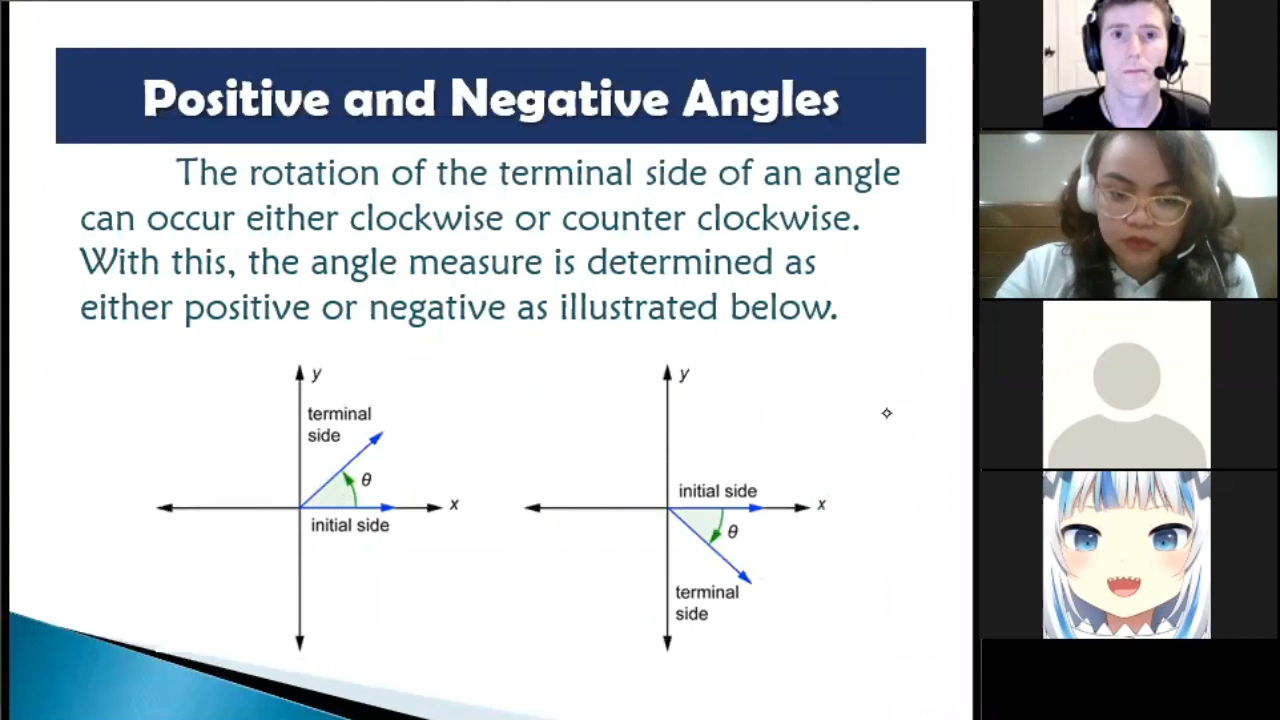 Positive and Negative Angles
The rotation of the terminal side of an angle
can occur either clockwise or counter clockwise.
With this, the angle measure is determined as
either positive or negative as illustrated below.
y
terminal
side
θ
x
initial side
y
initial side
x
θ
terminal
side